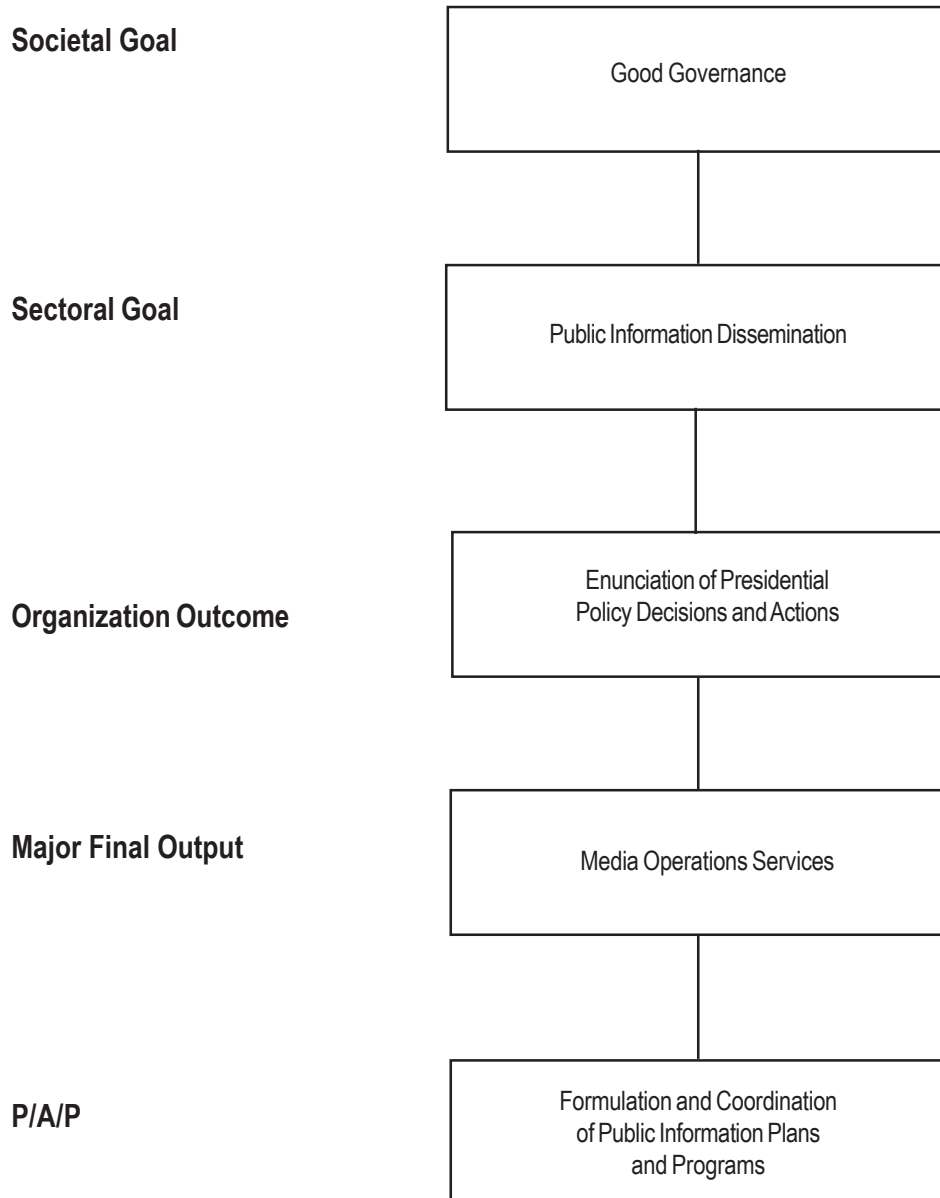 Societal Goal
Good Governance
Sectoral Goal
Public Information Dissemination
Enunciation of Presidential
Policy Decisions and Actions
Organization Outcome
Major Final Output
Media Operations Services
P/A/P
Formulation and Coordination
of Public Information Plans
and Programs